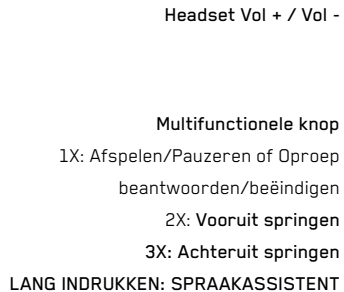 Headset Vol + / Vol -
Multifunctionele knop
1X: Afspelen/Pauzeren of Oproep
beantwoorden/beëindigen
2X: Vooruit springen
3X: Achteruit springen
LANG INDRUKKEN: SPRAAKASSISTENT